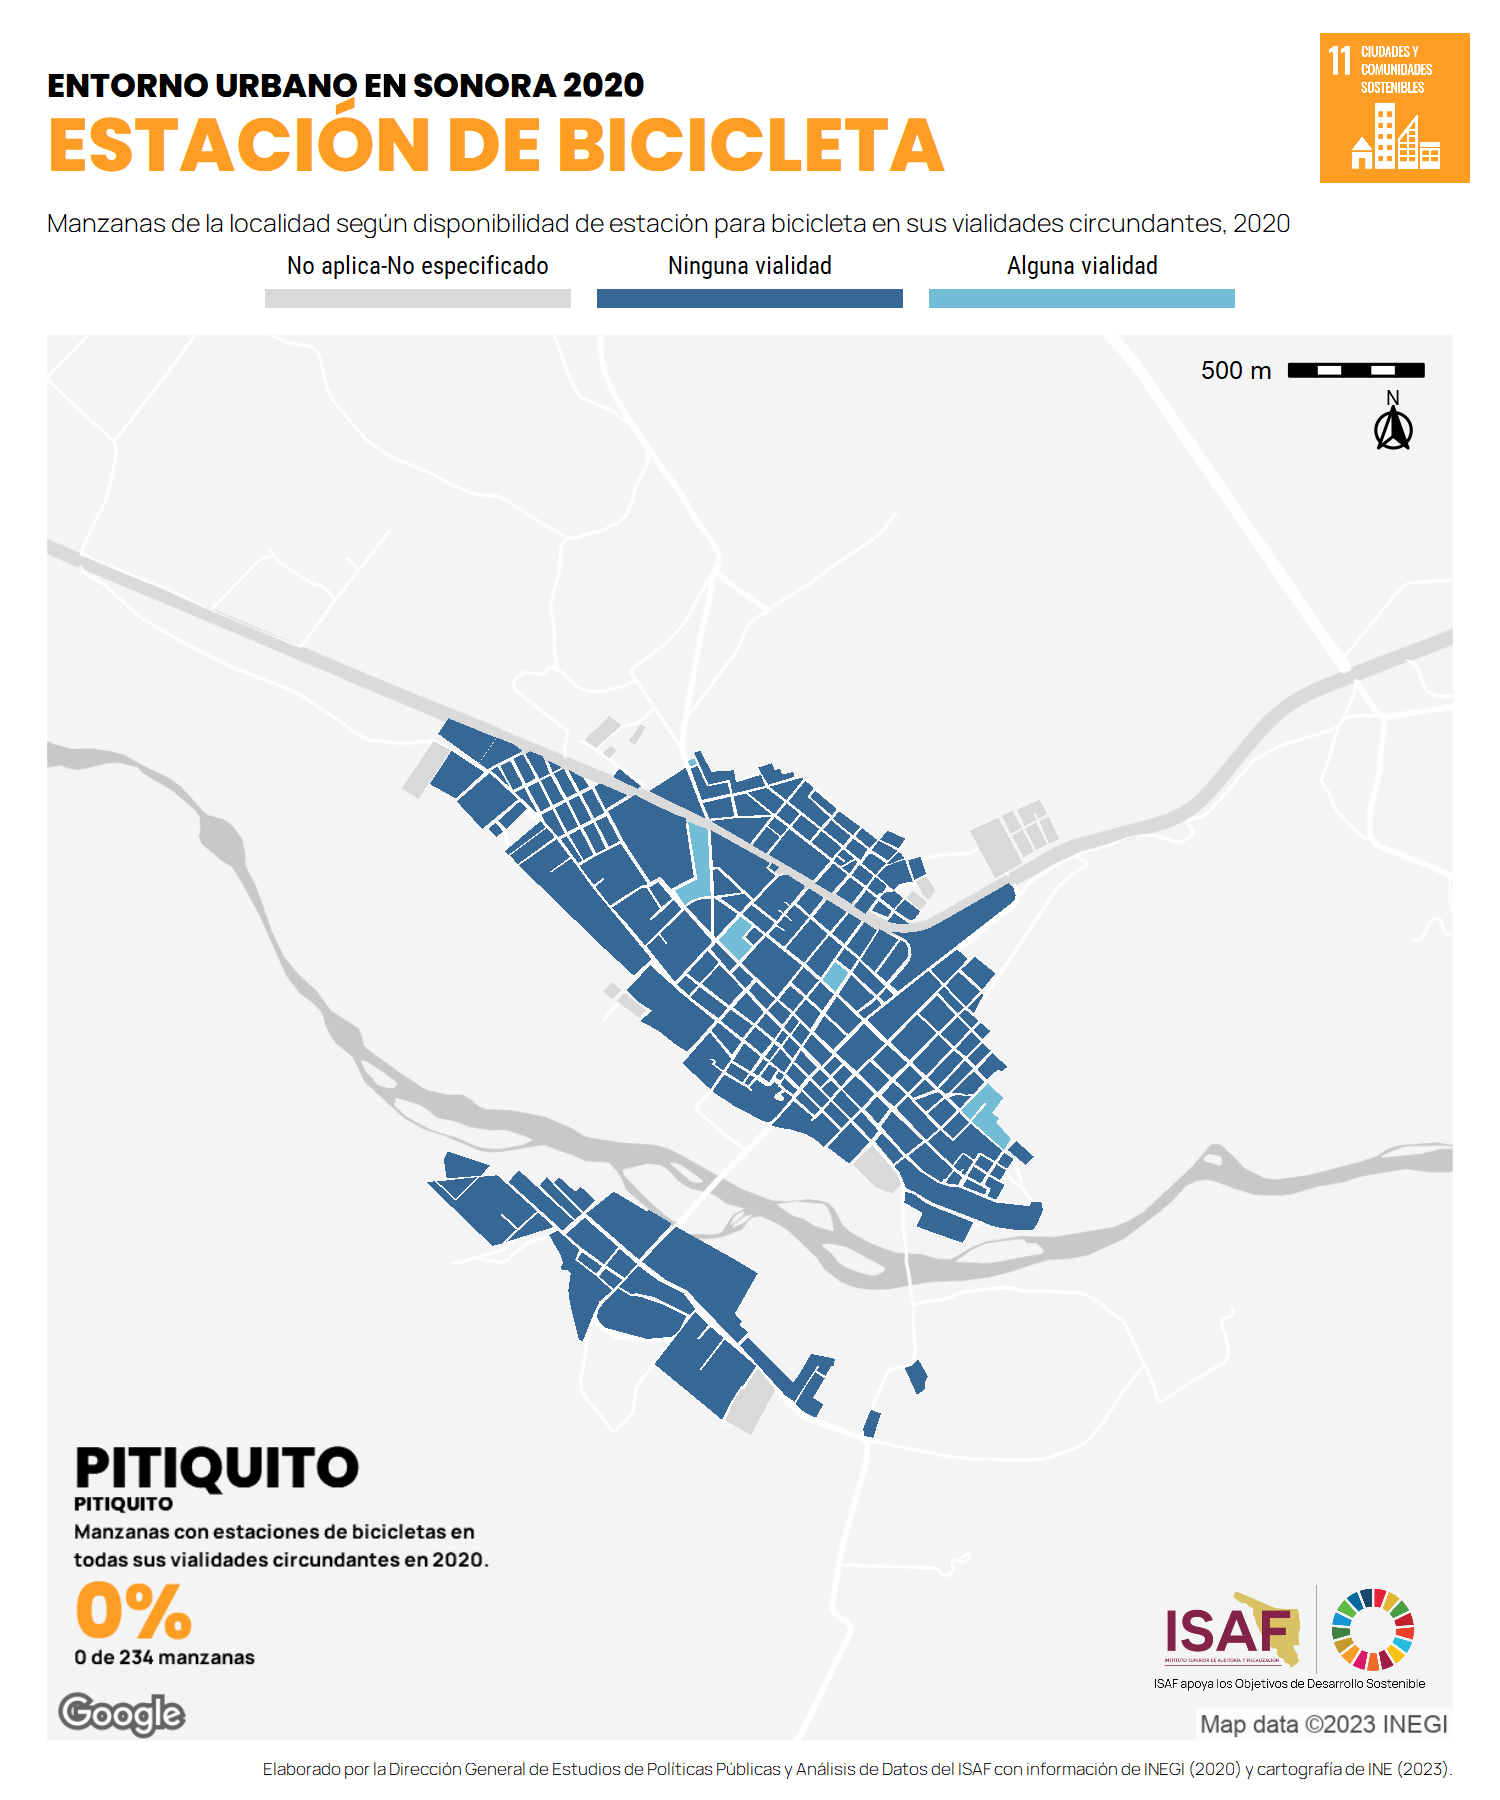 ENTORNO URBANO EN SONORA 2020
ESTACIÓN DE BICICLETA
11 CIUDADES Y
COMUNIDADES
SOSTENIBLES
Manzanas de la localidad según disponibilidad de estación para bicicleta en sus vialidades circundantes, 2020
No aplica-No especificado Ninguna vialidad Alguna vialidad
500 m
N
PITIQUITO
PITIQUITO
Manzanas con estaciones de bicicletas en
todas sus vialidades circundantes en 2020.
0%
0 de 234 manzanas
ISAF
INSTITUTO SUPERIOR DE AUDITORÍA Y FISCALIZACIÓN
ISAF apoya los Objetivos de Desarrollo Sostenible
Google
Map data ©2023 INEGI
Elaborado por la Dirección General de Estudios de Políticas Públicas y Análisis de Datos del ISAF con información de INEGI (2020) y cartografía de INE (2023).